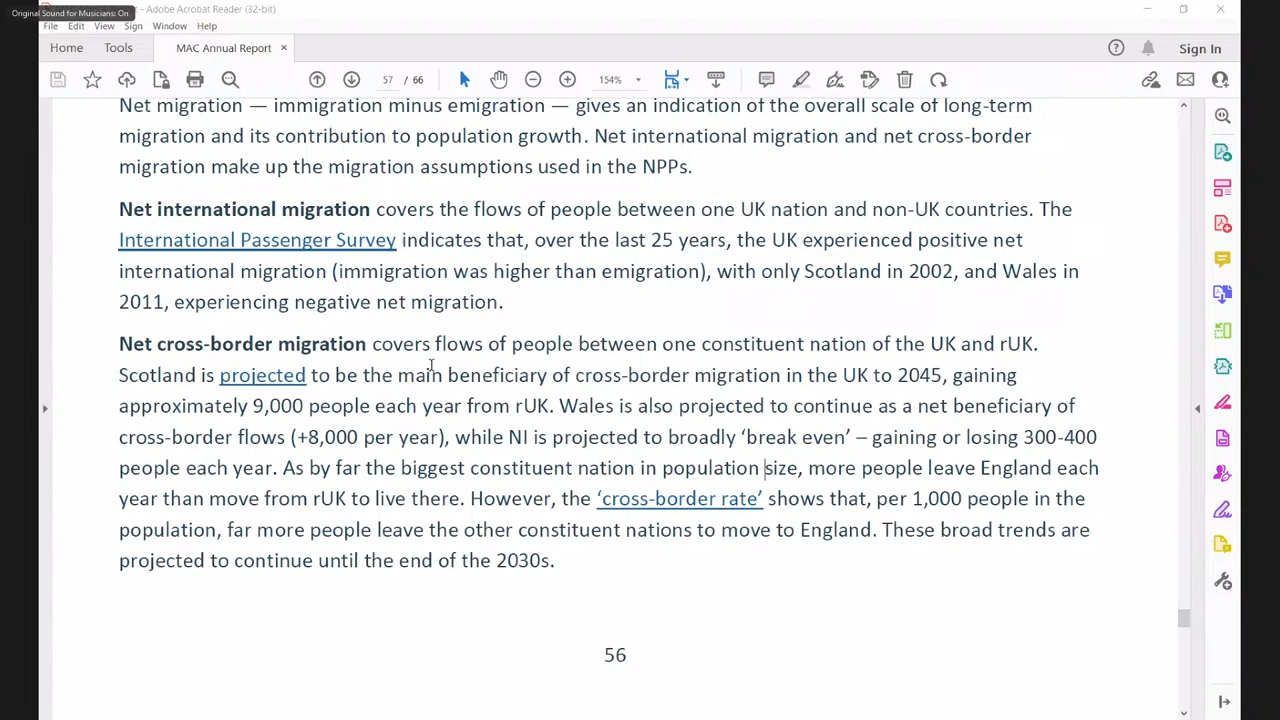 Original Sound for Musicians: On
- Adobe Acrobat Reader (32-bit)
File Edit View Sign Window Help
Home Tools MAC Annual Report × Sign In
57 / 66 154%
Net migration — immigration minus emigration — gives an indication of the overall scale of long-term
migration and its contribution to population growth. Net international migration and net cross-border
migration make up the migration assumptions used in the NPPs.
Net international migration covers the flows of people between one UK nation and non-UK countries. The
International Passenger Survey indicates that, over the last 25 years, the UK experienced positive net
international migration (immigration was higher than emigration), with only Scotland in 2002, and Wales in
2011, experiencing negative net migration.
Net cross-border migration covers flows of people between one constituent nation of the UK and rUK.
Scotland is projected to be the main beneficiary of cross-border migration in the UK to 2045, gaining
approximately 9,000 people each year from rUK. Wales is also projected to continue as a net beneficiary of
cross-border flows (+8,000 per year), while NI is projected to broadly ‘break even’ – gaining or losing 300-400
people each year. As by far the biggest constituent nation in population size, more people leave England each
year than move from rUK to live there. However, the ‘cross-border rate’ shows that, per 1,000 people in the
population, far more people leave the other constituent nations to move to England. These broad trends are
projected to continue until the end of the 2030s.
56